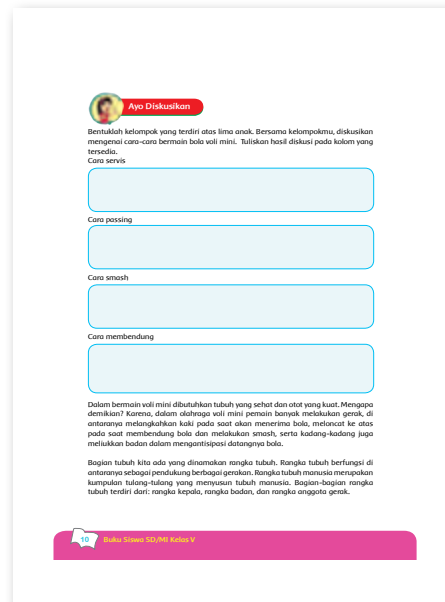 Ayo Diskusikan
Bentuklah kelompok yang terdiri atas lima anak. Bersama kelompokmu, diskusikan
mengenai cara-cara bermain bola voli mini. Tuliskan hasil diskusi pada kolom yang
tersedia.
Cara servis
Cara passing
Cara smash
Cara membendung
Dalam bermain voli mini dibutuhkan tubuh yang sehat dan otot yang kuat. Mengapa
demikian? Karena, dalam olahraga voli mini pemain banyak melakukan gerak, di
antaranya melangkahkan kaki pada saat akan menerima bola, meloncat ke atas
pada saat membendung bola dan melakukan smash, serta kadang-kadang juga
meliukkan badan dalam mengantisipasi datangnya bola.
Bagian tubuh kita ada yang dinamakan rangka tubuh. Rangka tubuh berfungsi di
antaranya sebagai pendukung berbagai gerakan. Rangka tubuh manusia merupakan
kumpulan tulang-tulang yang menyusun tubuh manusia. Bagian-bagian rangka
tubuh terdiri dari: rangka kepala, rangka badan, dan rangka anggota gerak.
10 Buku Siswa SD/MI Kelas V